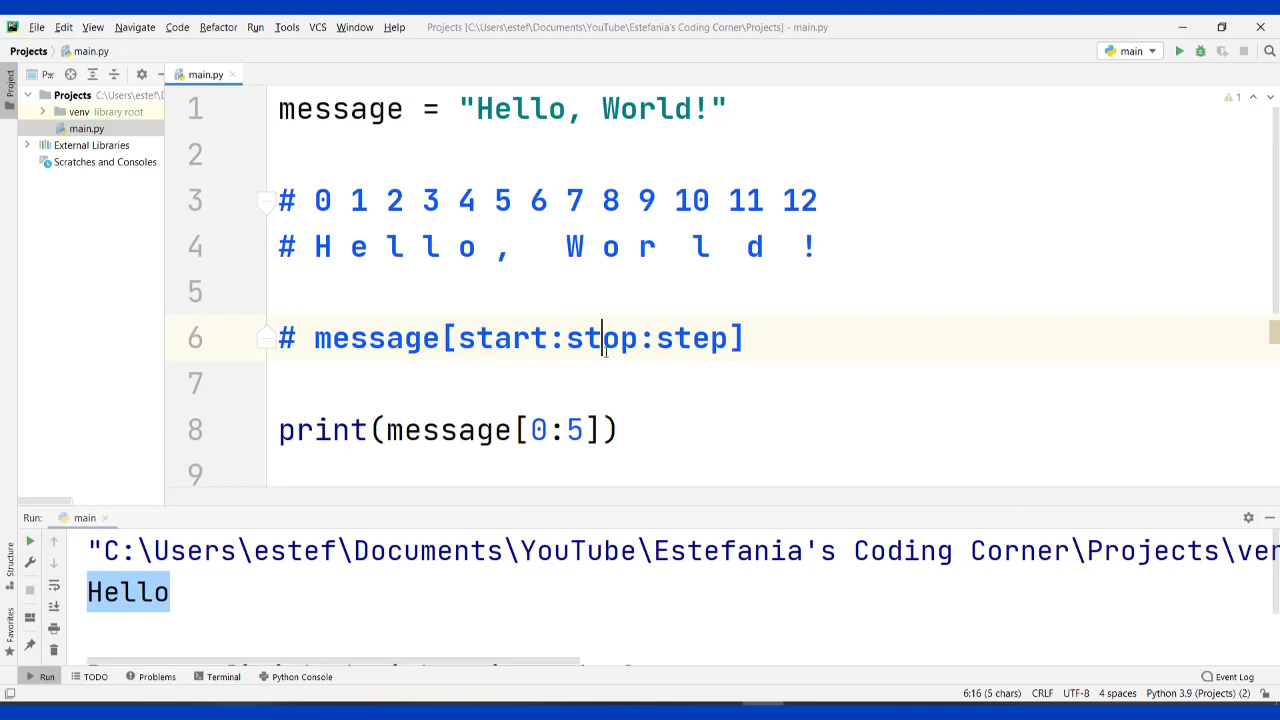 File Edit View Navigate Code Refactor Run Tools VCS Window Help Projects [C:\Users\estef\Documents\YouTube\Estefania's Coding Corner\Projects] - main.py
Projects main.py main
Project
main.py
Projects C:\Users\estef\D
venv library root
main.py
External Libraries
Scratches and Consoles
1 message = "Hello, World!"
1
2
3 # 0 1 2 3 4 5 6 7 8 9 10 11 12
4 # H e l l o ,   W o r  l  d  !
5
6 # message[start:stop:step]
7
8 print(message[0:5])
9
Run: main
"C:\Users\estef\Documents\YouTube\Estefania's Coding Corner\Projects\ven
Hello
Structure
Favorites
Run TODO Problems Terminal Python Console Event Log
6:16 (5 chars) CRLF UTF-8 4 spaces Python 3.9 (Projects) (2)